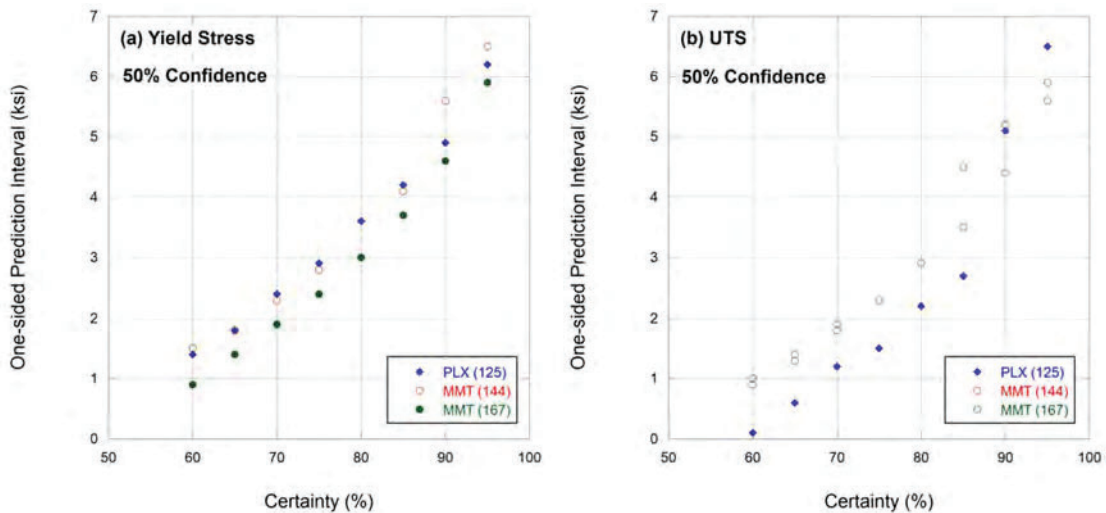 (a) Yield Stress
50% Confidence
One-sided Prediction Interval (ksi)
7
6
5
4
3
2
1
0
50
60
70
80
90
100
Certainty (%)
PLX (125)
MMT (144)
MMT (167)
(b) UTS
50% Confidence
One-sided Prediction Interval (ksi)
7
6
5
4
3
2
1
0
50
60
70
80
90
100
Certainty (%)
PLX (125)
MMT (144)
MMT (167)